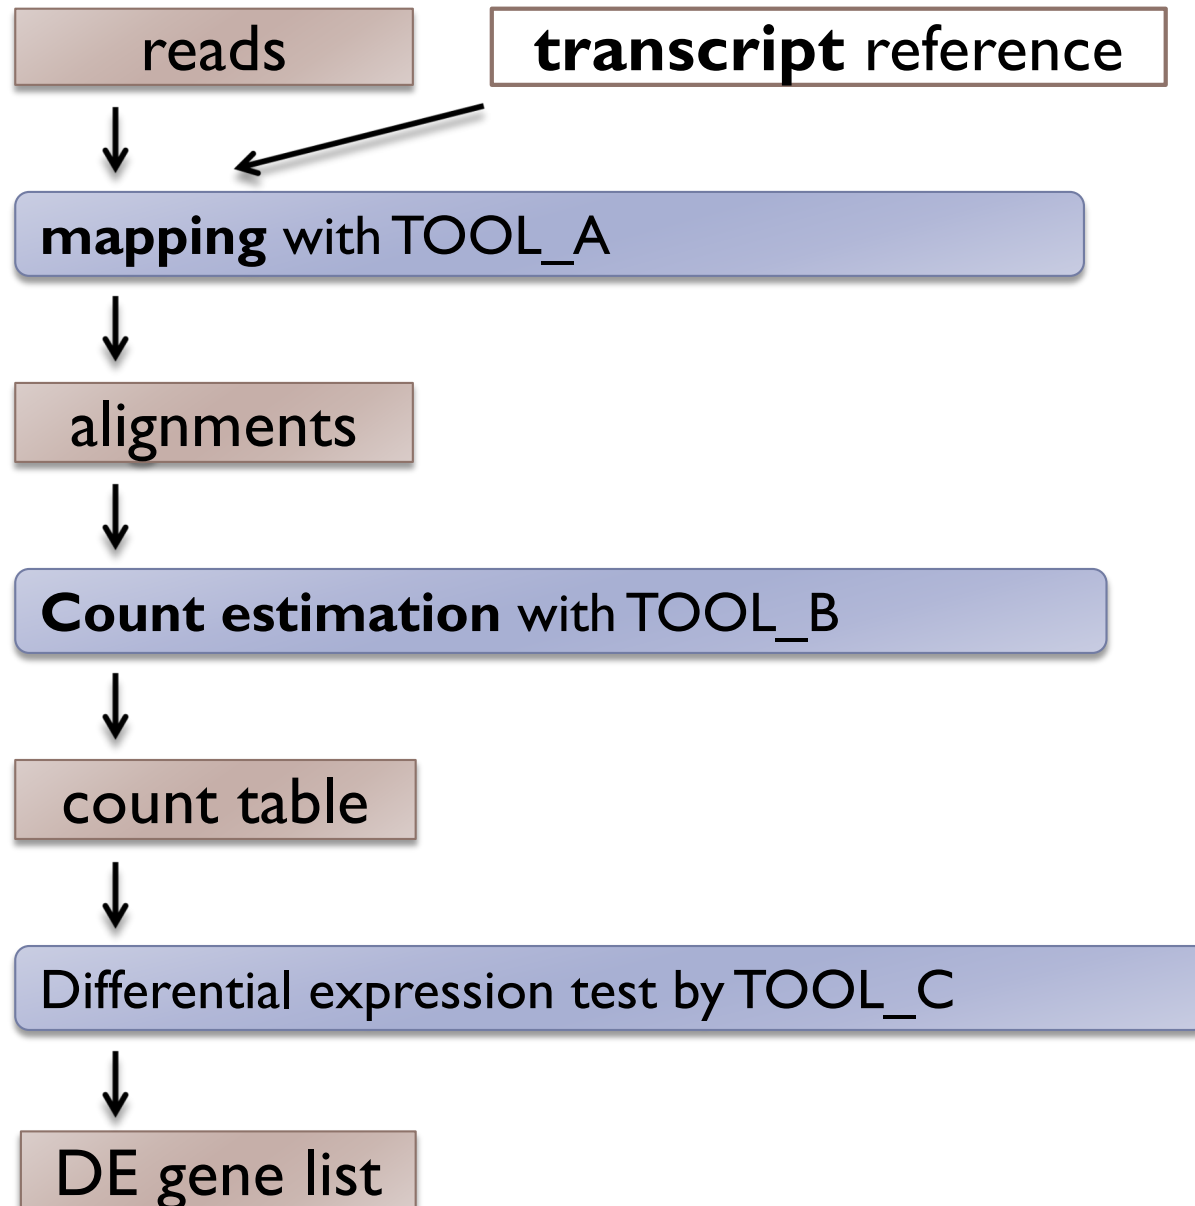 reads
transcript reference
mapping with TOOL_A
alignments
Count estimation with TOOL_B
count table
Differential expression test by TOOL_C
DE gene list